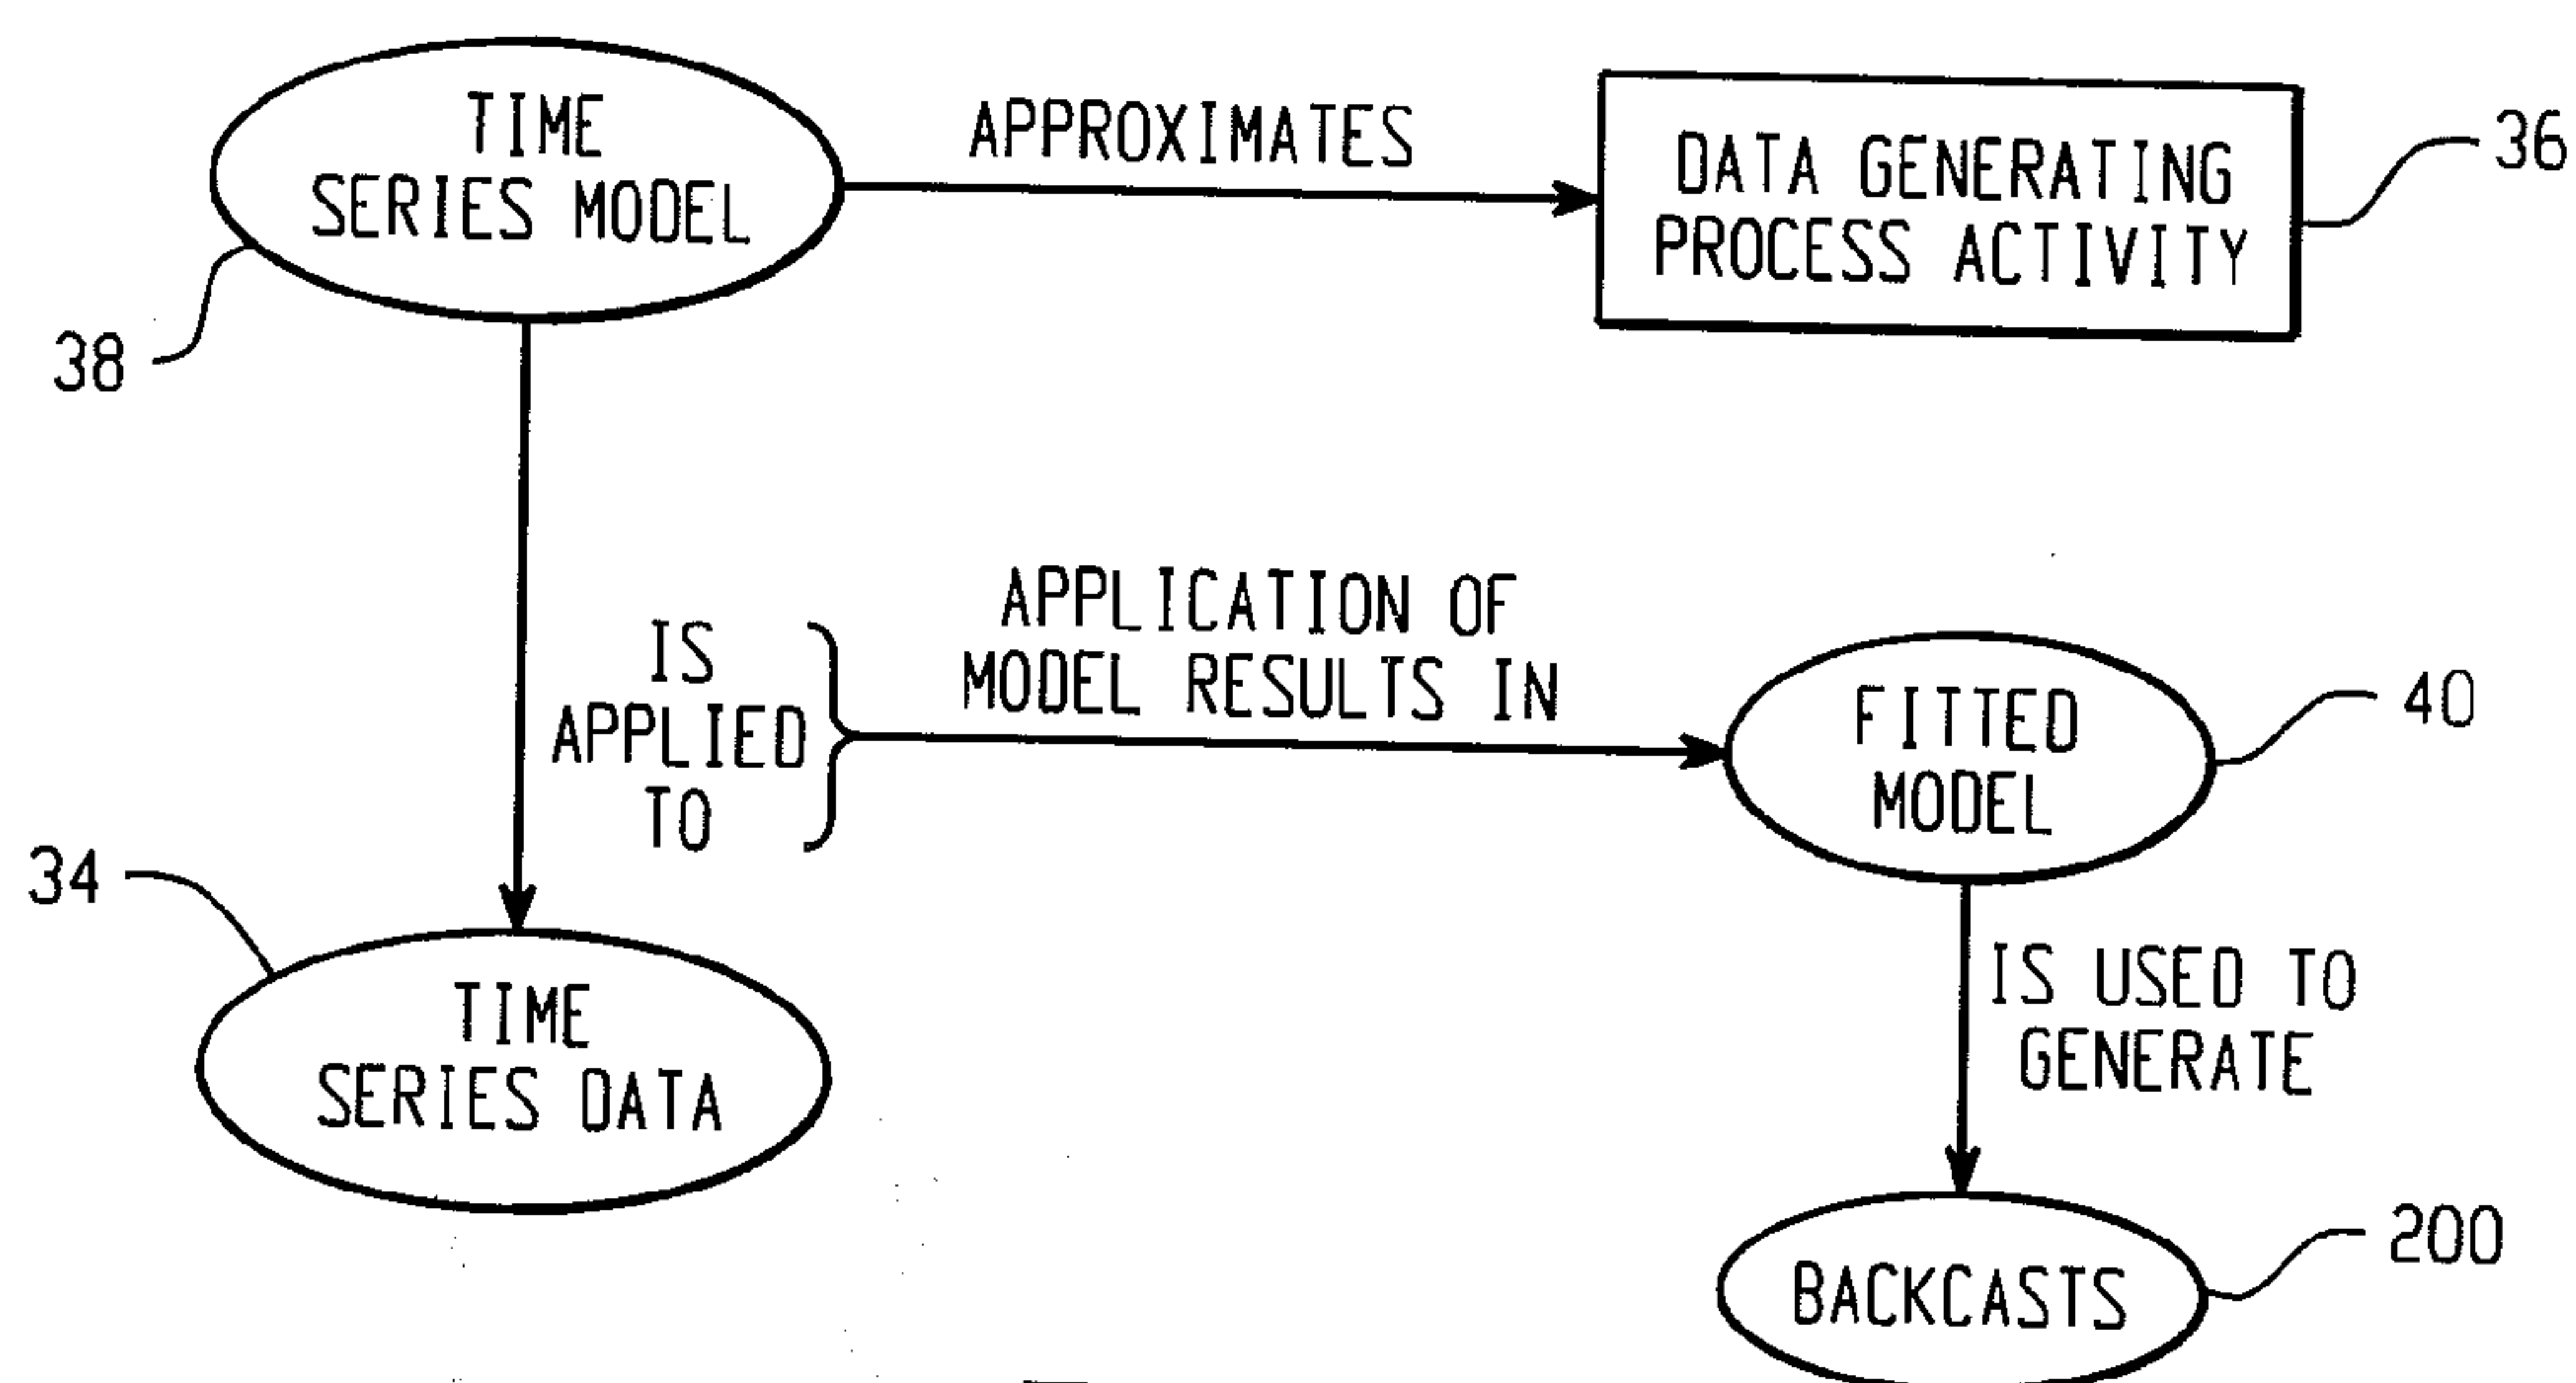 TIME
SERIES MODEL
APPROXIMATES
DATA GENERATING
PROCESS ACTIVITY
36
38
IS
APPLIED
TO
APPLICATION OF
MODEL RESULTS IN
FITTED
MODEL
40
34
TIME
SERIES DATA
IS USED TO
GENERATE
BACKCASTS
200